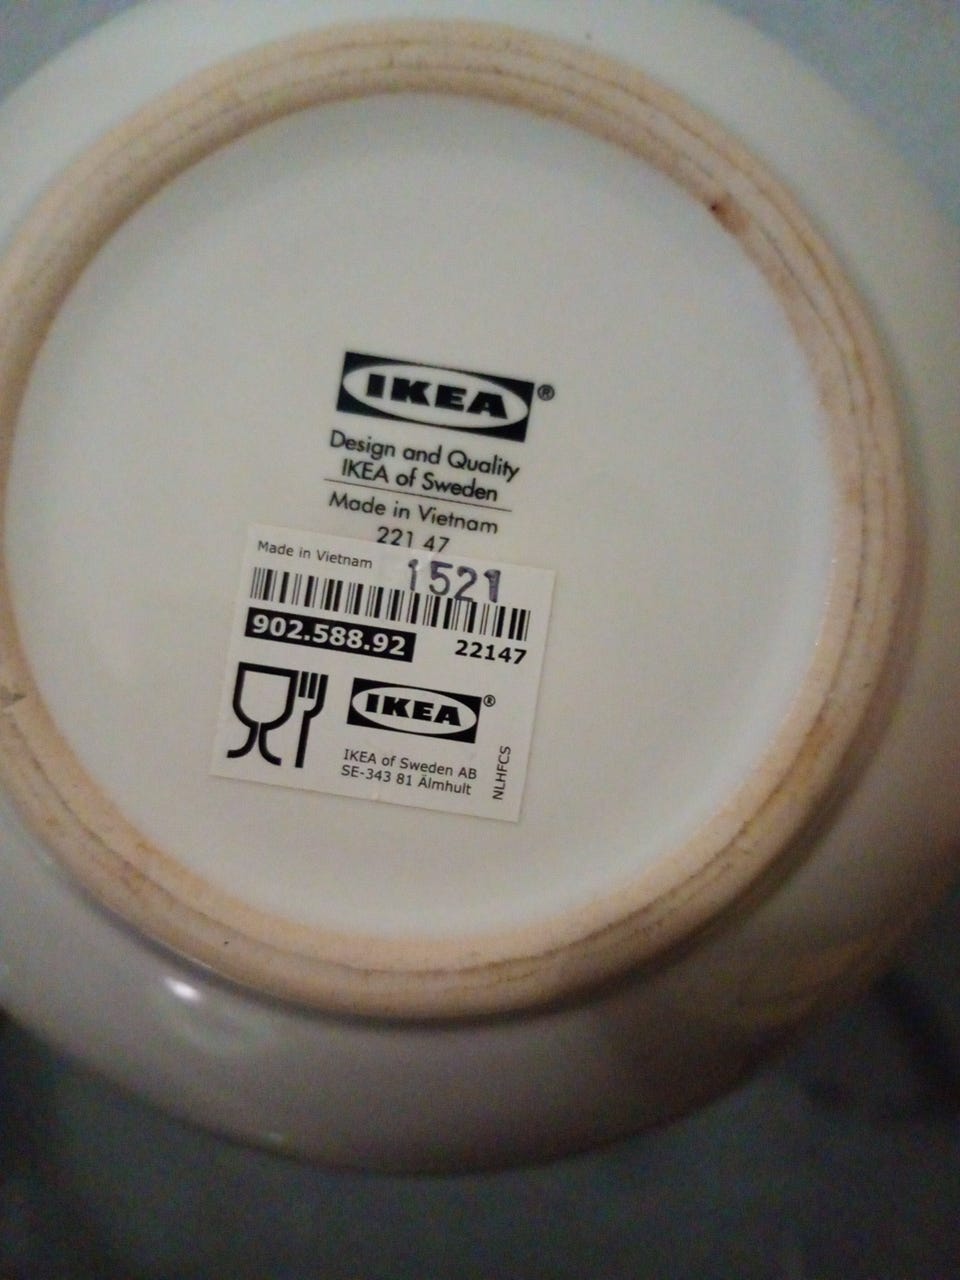 IKEA®
Design and Quality
IKEA of Sweden
Made in Vietnam
221 47
Made in Vietnam
1521
902.588.92
22147
IKEA®
IKEA of Sweden AB
SE-343 81 Älmhult
NLHFCS